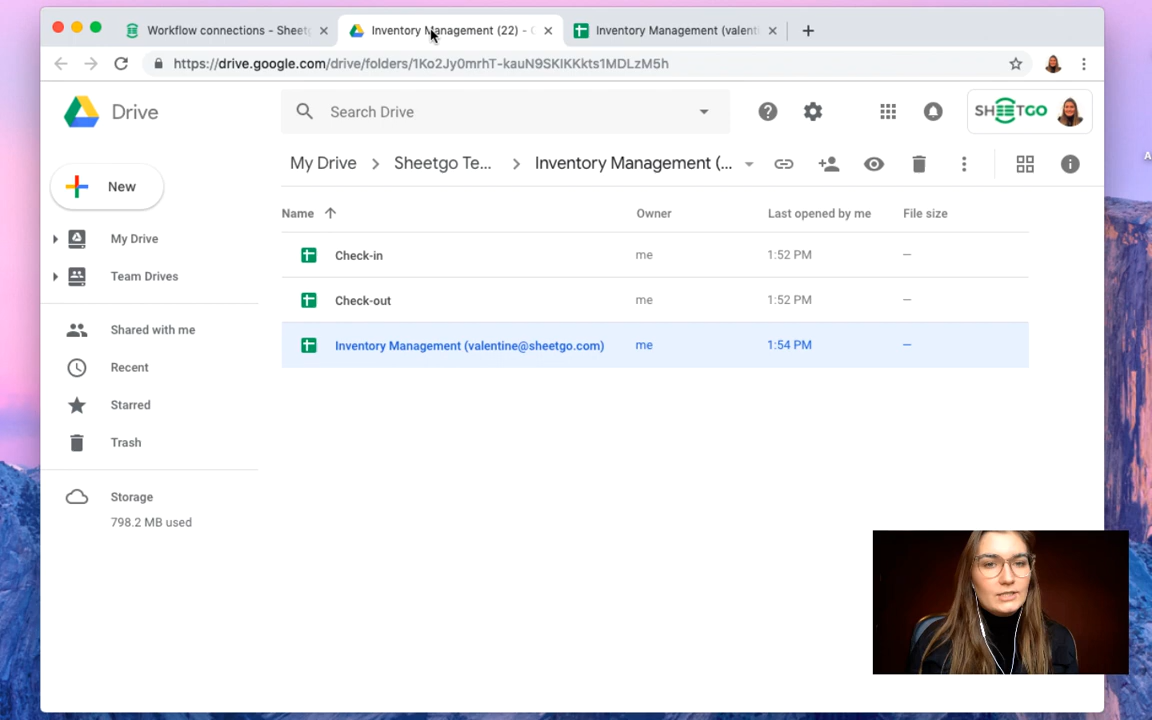 Workflow connections - Sheetg
Inventory Management (22) -
Inventory Management (valent
https://drive.google.com/drive/folders/1Ko2Jy0mrhT-kauN9SKIKKkts1MDLzM5h
Drive
Search Drive
SHEETGO
My Drive
Sheetgo Te...
Inventory Management (...
New
Name
Owner
Last opened by me
File size
My Drive
Check-in
me
1:52 PM
—
Team Drives
Check-out
me
1:52 PM
—
Shared with me
Inventory Management (valentine@sheetgo.com)
me
1:54 PM
—
Recent
Starred
Trash
Storage
798.2 MB used
A